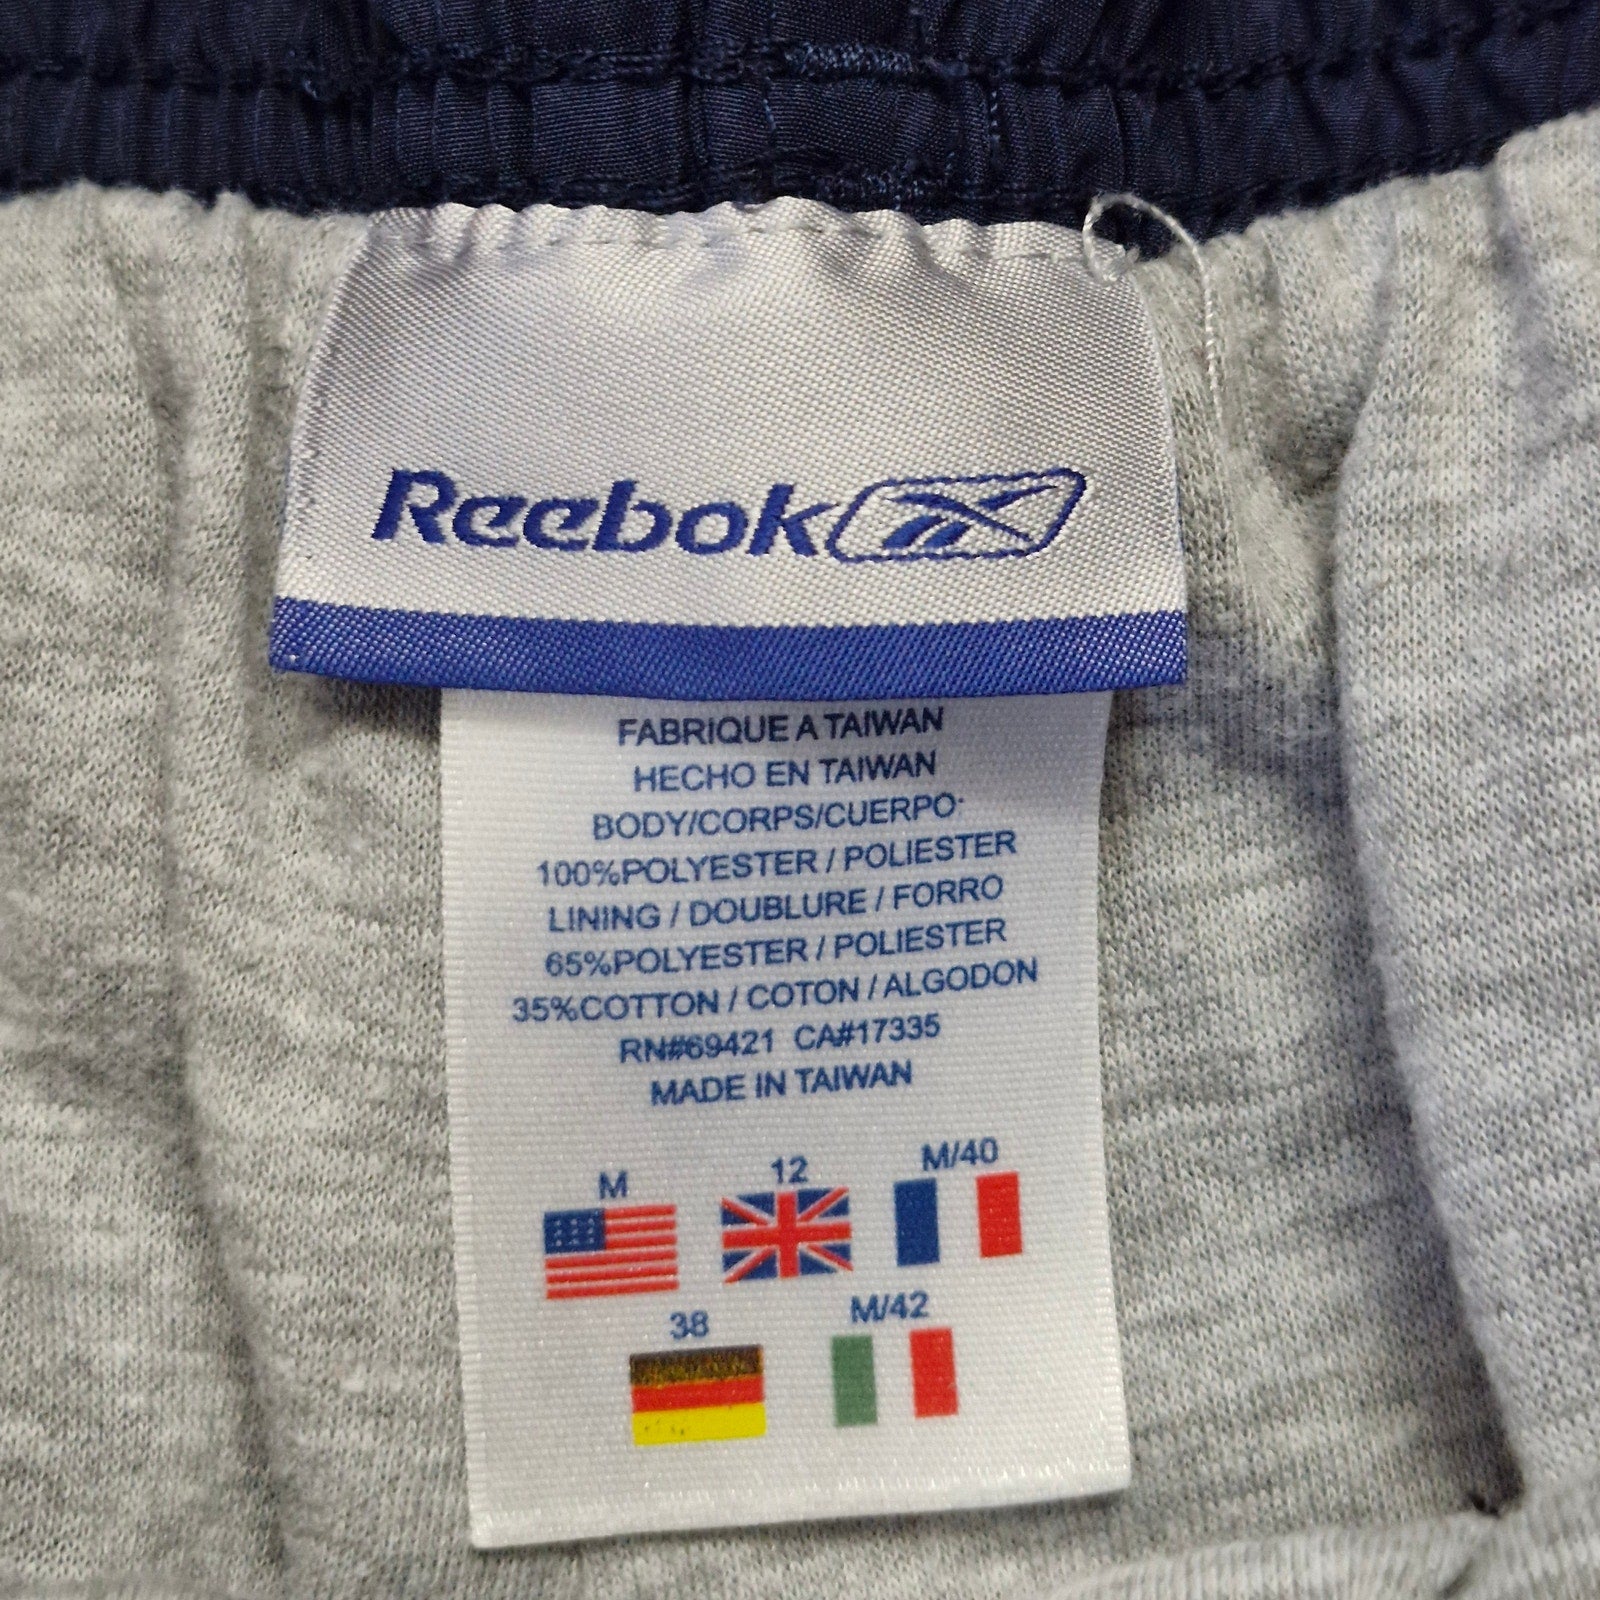 Reebok
FABRIQUE A TAIWAN
HECHO EN TAIWAN
BODY/CORPS/CUERPO
100%POLYESTER / POLIESTER
LINING / DOUBLURE / FORRO
65%POLYESTER / POLIESTER
35%COTTON / COTON / ALGODON
RN#69421 CA#17335
MADE IN TAIWAN
M 12 M/40
38 M/42